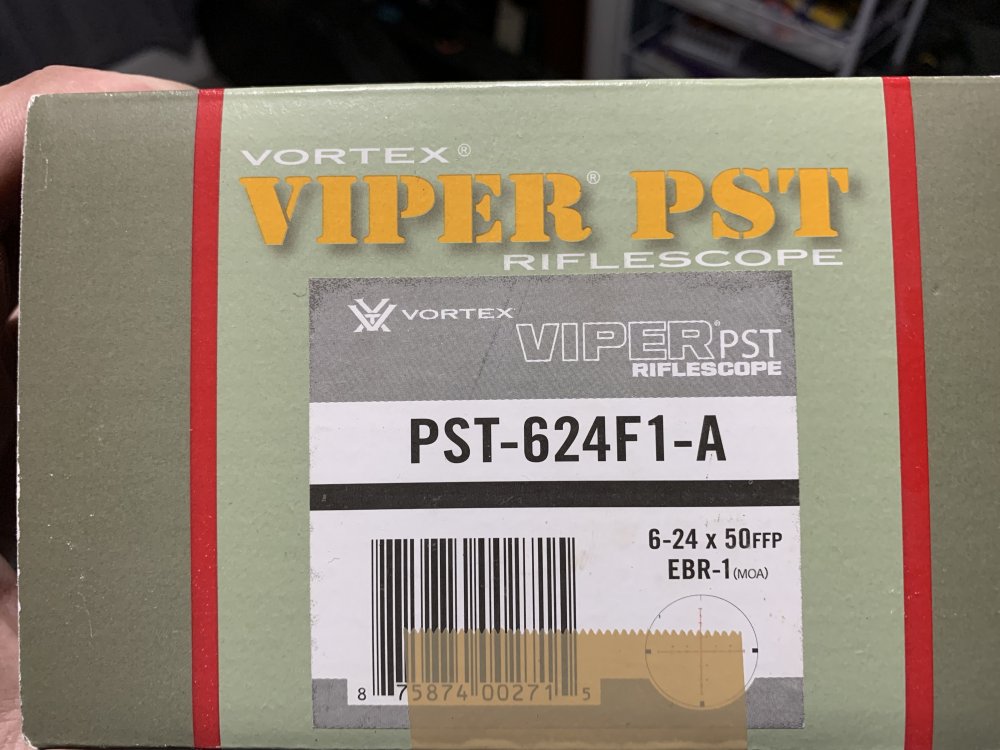 VORTEX®
VIPER® PST
RIFLESCOPE
VORTEX
VIPER® PST
RIFLESCOPE
PST-624F1-A
6-24 x 50FFP
EBR-1(MOA)
8 75874 00271 5